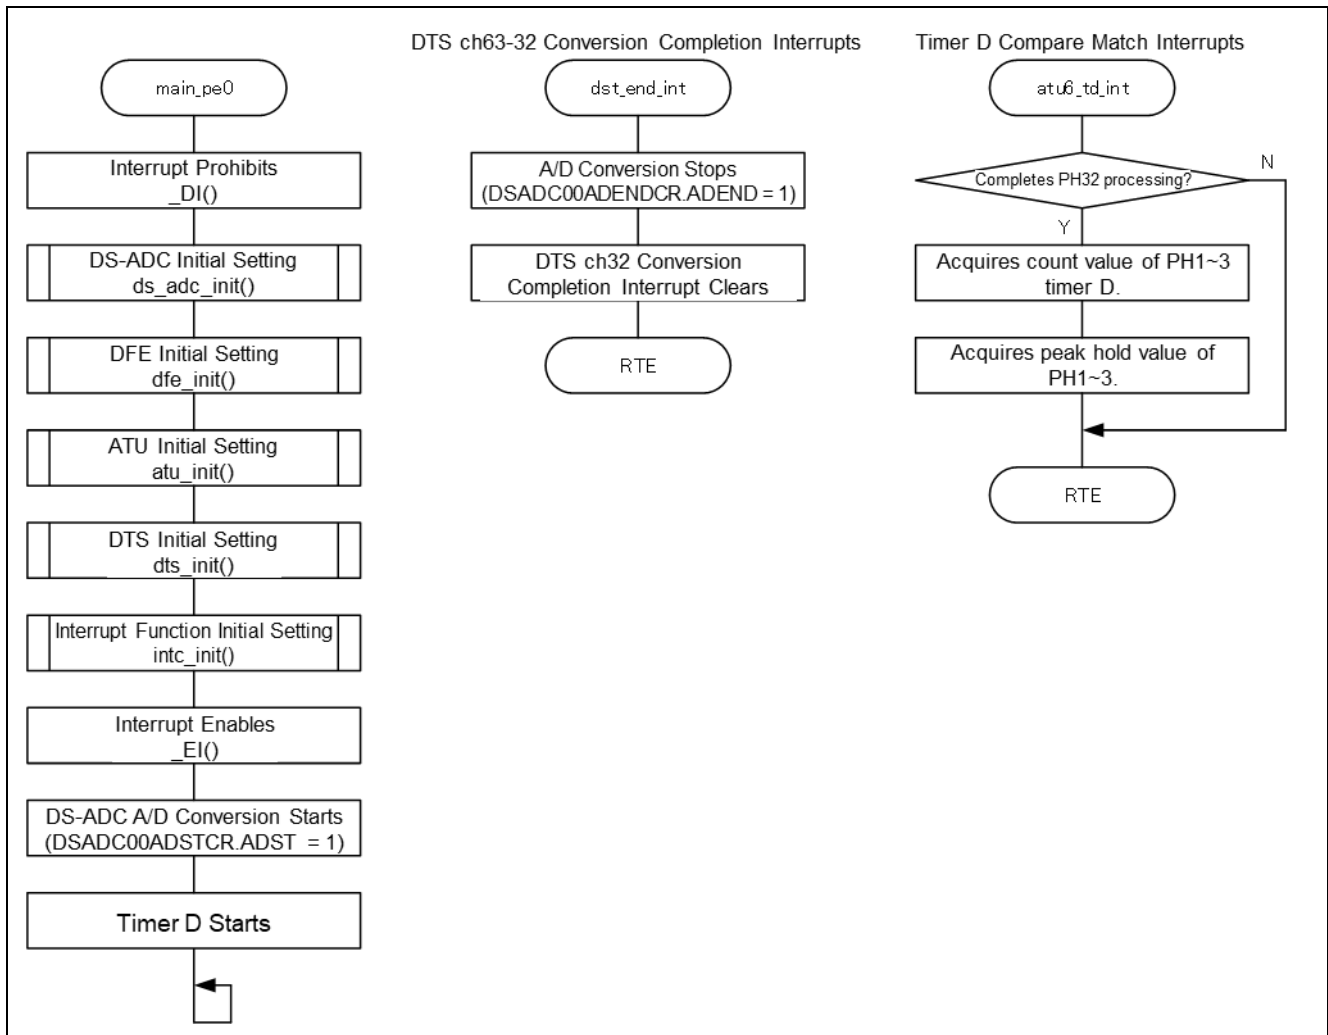 DTS ch63-32 Conversion Completion Interrupts
Timer D Compare Match Interrupts
main_pe0
Interrupt Prohibits
_DI()
DS-ADC Initial Setting
ds_adc_init()
DFE Initial Setting
dfe_init()
ATU Initial Setting
atu_init()
DTS Initial Setting
dts_init()
Interrupt Function Initial Setting
intc_init()
Interrupt Enables
_EI()
DS-ADC A/D Conversion Starts
(DSADC00ADSTCR.ADST = 1)
Timer D Starts
dst_end_int
A/D Conversion Stops
(DSADC00ADENDCR.ADEND = 1)
DTS ch32 Conversion
Completion Interrupt Clears
RTE
atu6_td_int
Completes PH32 processing?
N
Y
Acquires count value of PH1~3
timer D.
Acquires peak hold value of
PH1~3.
RTE